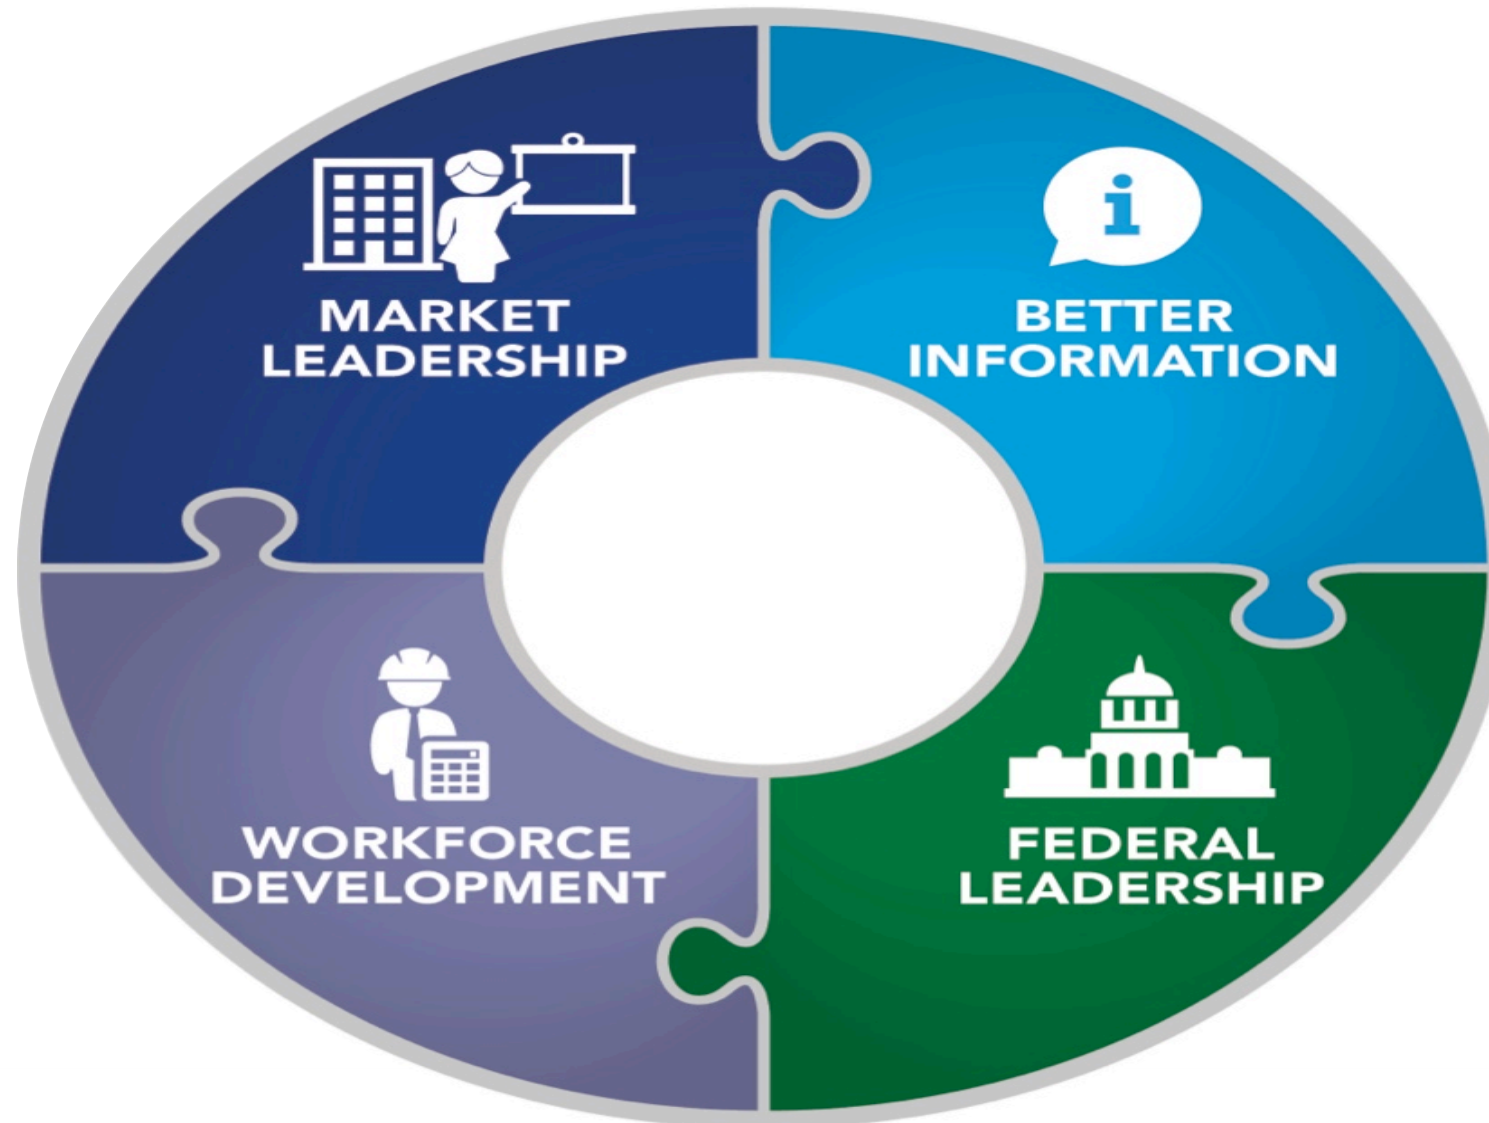 MARKET
LEADERSHIP
BETTER
INFORMATION
WORKFORCE
DEVELOPMENT
FEDERAL
LEADERSHIP